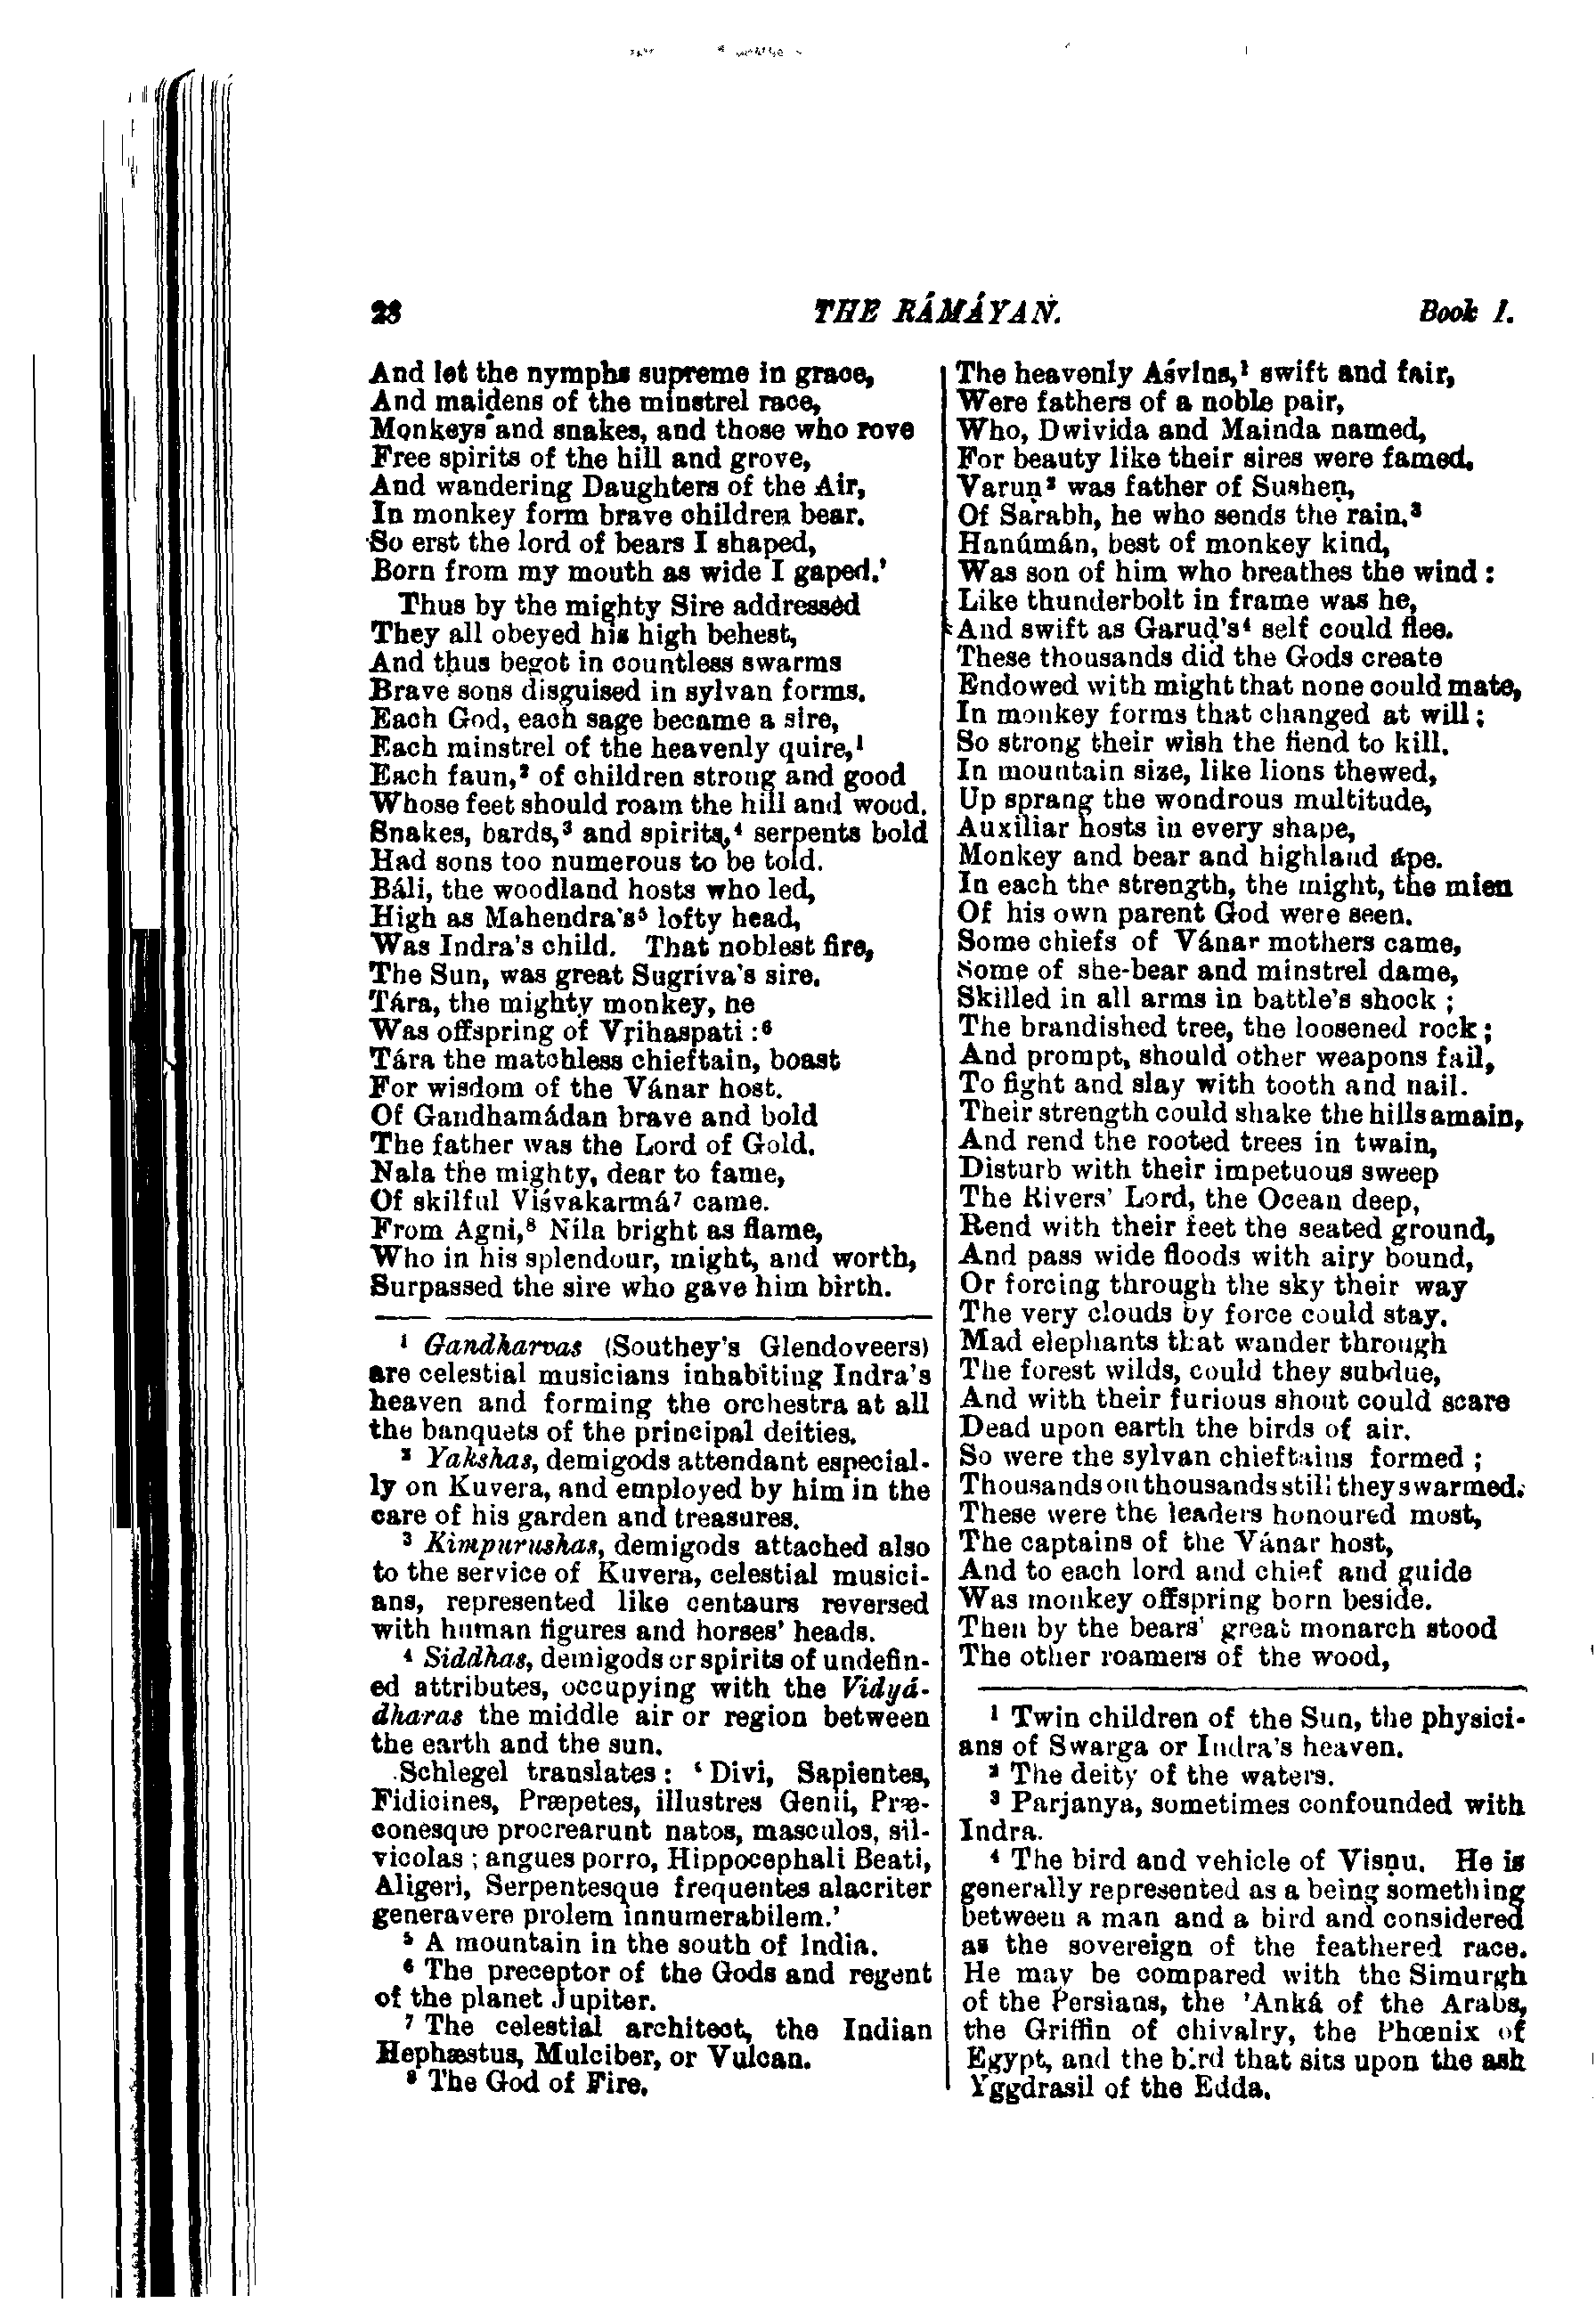 28
THE RÁMÁYAṄ.
Book I.
And let the nymphs supreme in grace,
And maidens of the minstrel race,
Monkeys and snakes, and those who rove
Free spirits of the hill and grove,
And wandering Daughters of the Air,
In monkey form brave children bear.
So erst the lord of bears I shaped,
Born from my mouth as wide I gaped.'
Thus by the mighty Sire addressed
They all obeyed his high behest,
And thus begot in countless swarms
Brave sons disguised in sylvan forms.
Each God, each sage became a sire,
Each minstrel of the heavenly quire,¹
Each faun,² of children strong and good
Whose feet should roam the hill and wood.
Snakes, bards,³ and spirits,⁴ serpents bold
Had sons too numerous to be told.
Báli, the woodland hosts who led,
High as Mahendra's⁵ lofty head,
Was Indra's child. That noblest fire,
The Sun, was great Sugríva's sire.
Tára, the mighty monkey, he
Was offspring of Vṛihaspati :⁶
Tára the matchless chieftain, boast
For wisdom of the Vánar host.
Of Gandhamádan brave and bold
The father was the Lord of Gold.
Nala the mighty, dear to fame,
Of skilful Viśvakarmá⁷ came.
From Agni,⁸ Níla bright as flame,
Who in his splendour, might, and worth,
Surpassed the sire who gave him birth.
¹ Gandharvas (Southey's Glendoveers)
are celestial musicians inhabiting Indra's
heaven and forming the orchestra at all
the banquets of the principal deities.
² Yakshas, demigods attendant especial-
ly on Kuvera, and employed by him in the
care of his garden and treasures.
³ Kimpurushas, demigods attached also
to the service of Kuvera, celestial musici-
ans, represented like centaurs reversed
with human figures and horses' heads.
⁴ Siddhas, demigods or spirits of undefin-
ed attributes, occupying with the Vidyá-
dharas the middle air or region between
the earth and the sun.
Schlegel translates : 'Divi, Sapientes,
Fidicines, Præpetes, illustres Genii, Præ-
conesque procrearunt natos, masculos, sil-
vicolas ; angues porro, Hippocephali Beati,
Aligeri, Serpentesque frequentes alacriter
generavere prolem innumerabilem.'
⁵ A mountain in the south of India.
⁶ The preceptor of the Gods and regent
of the planet Jupiter.
⁷ The celestial architect, the Indian
Hephæstus, Mulciber, or Vulcan.
⁸ The God of Fire.
The heavenly Aśvins,¹ swift and fair,
Were fathers of a noble pair,
Who, Dwivida and Mainda named,
For beauty like their sires were famed.
Varuṇ² was father of Susheṇ,
Of Sarabh, he who sends the rain.³
Hanúmán, best of monkey kind,
Was son of him who breathes the wind :
Like thunderbolt in frame was he,
And swift as Garuḍ's⁴ self could flee.
These thousands did the Gods create
Endowed with might that none could mate,
In monkey forms that changed at will ;
So strong their wish the fiend to kill.
In mountain size, like lions thewed,
Up sprang the wondrous multitude,
Auxiliar hosts in every shape,
Monkey and bear and highland ape.
In each the strength, the might, the mien
Of his own parent God were seen.
Some chiefs of Vánar mothers came,
Some of she-bear and minstrel dame,
Skilled in all arms in battle's shock ;
The brandished tree, the loosened rock ;
And prompt, should other weapons fail,
To fight and slay with tooth and nail.
Their strength could shake the hills amain,
And rend the rooted trees in twain,
Disturb with their impetuous sweep
The Rivers' Lord, the Ocean deep,
Rend with their feet the seated ground,
And pass wide floods with airy bound,
Or forcing through the sky their way
The very clouds by force could stay.
Mad elephants that wander through
The forest wilds, could they subdue,
And with their furious shout could scare
Dead upon earth the birds of air.
So were the sylvan chieftains formed ;
Thousands on thousands still they swarmed.
These were the leaders honoured most,
The captains of the Vánar host,
And to each lord and chief and guide
Was monkey offspring born beside.
Then by the bears' great monarch stood
The other roamers of the wood,
¹ Twin children of the Sun, the physici-
ans of Swarga or Indra's heaven.
² The deity of the waters.
³ Parjanya, sometimes confounded with
Indra.
⁴ The bird and vehicle of Visṇu. He is
generally represented as a being something
between a man and a bird and considered
as the sovereign of the feathered race.
He may be compared with the Simurgh
of the Persians, the 'Anká of the Arabs,
the Griffin of chivalry, the Phœnix of
Egypt, and the bird that sits upon the ash
Yggdrasil of the Edda.